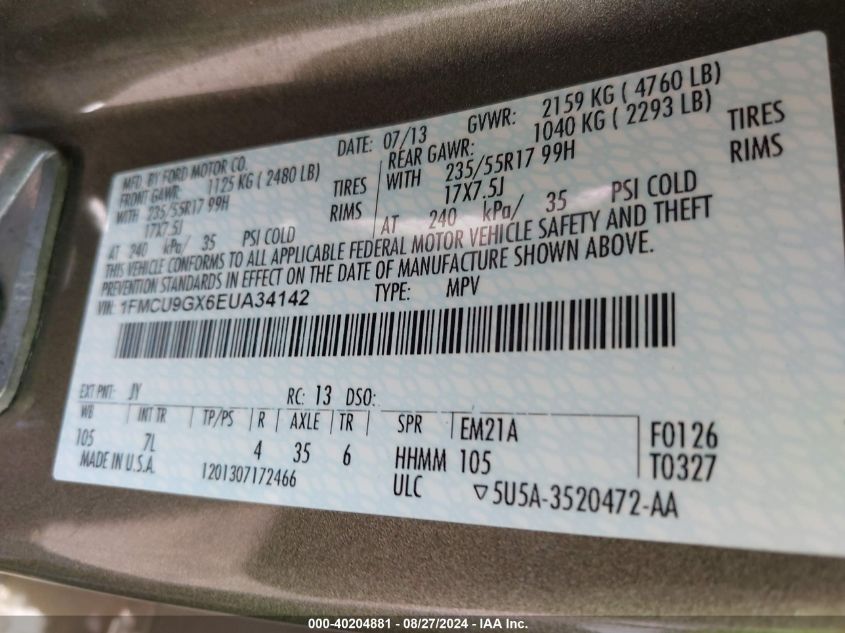 MFD. BY FORD MOTOR CO.
DATE: 07/13 GVWR: 2159 KG ( 4760 LB)
FRONT GAWR: 1125 KG ( 2480 LB)
REAR GAWR: 1040 KG ( 2293 LB)
WITH 235/55R17 99H TIRES
WITH 235/55R17 99H TIRES
17X7.5J RIMS
17X7.5J RIMS
AT 240 kPa/ 35 PSI COLD
AT 240 kPa/ 35 PSI COLD
THIS VEHICLE CONFORMS TO ALL APPLICABLE FEDERAL MOTOR VEHICLE SAFETY AND THEFT
PREVENTION STANDARDS IN EFFECT ON THE DATE OF MANUFACTURE SHOWN ABOVE.
VIN: 1FMCU9GX6EUA34142 TYPE: MPV
EXT PNT: JY RC: 13 DSO:
WB INT TR TP/PS R AXLE TR SPR EM21A F0126
105 7L 4 35 6 HHMM 105 T0327
MADE IN U.S.A. 1201307172466 ULC ▽5U5A-3520472-AA
000-40204881 - 08/27/2024 - IAA Inc.